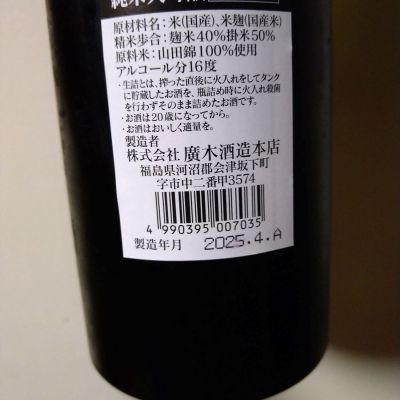 純米大吟醸
原材料名:米(国産)、米麹(国産米)
精米歩合:麹米40%掛米50%
原料米:山田錦100%使用
アルコール分16度
・生詰とは、搾った直後に火入れをしてタンク
に貯蔵したお酒を、瓶詰め時に火入れ殺菌
を行わずそのまま詰めたお酒です。
・お酒は20歳になってから。
・お酒はおいしく適量を。
製造者
株式会社 廣木酒造本店
福島県河沼郡会津坂下町
字市中二番甲3574
4 990395 007035
製造年月 2025.4.A